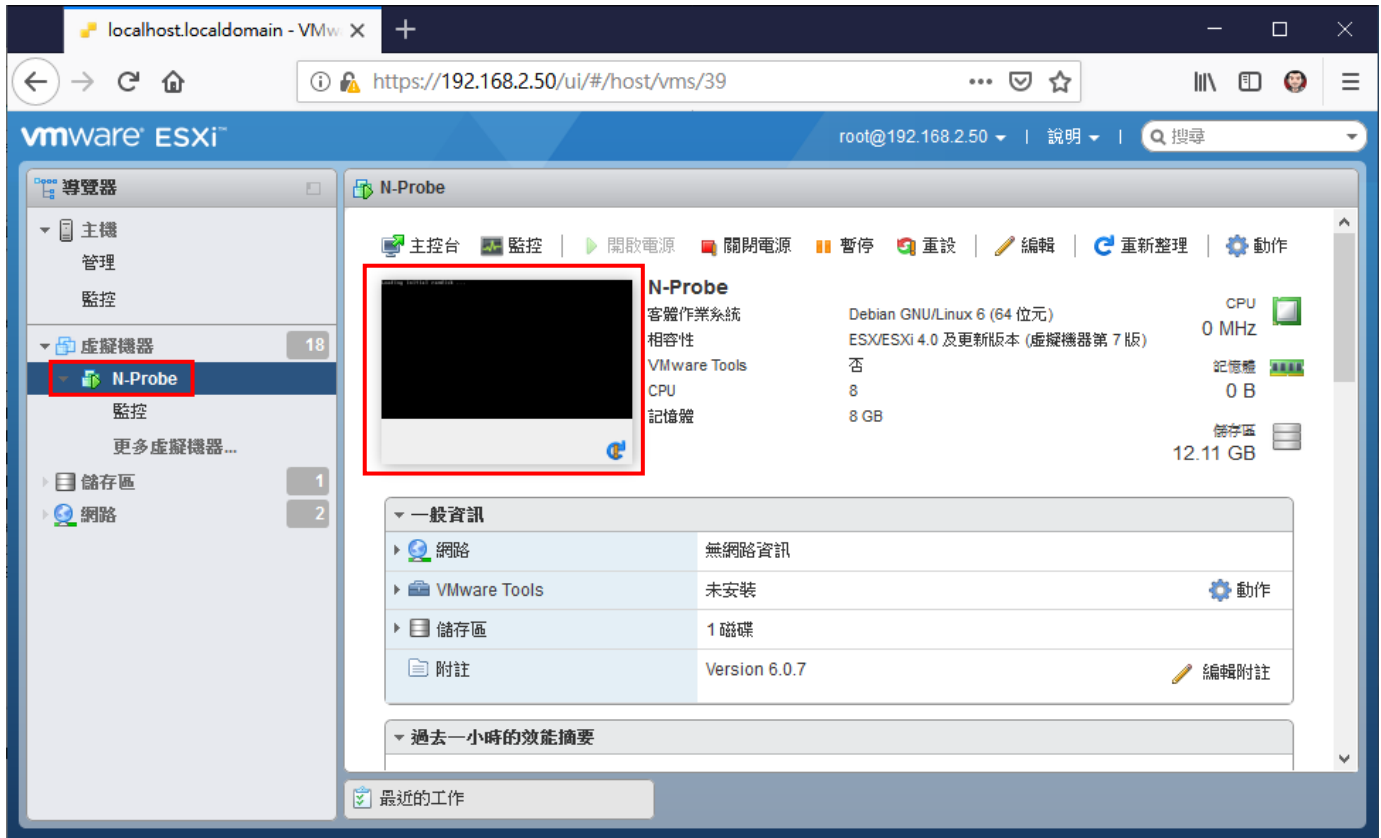 localhost.localdomain - VMw
https://192.168.2.50/ui/#/host/vms/39
vmware ESXi™
root@192.168.2.50 | 說明 | 搜尋
導覽器
N-Probe
主機
管理
監控
虛擬機器 18
N-Probe
監控
更多虛擬機器...
儲存區 1
網路 2
主控台 監控 | 開啟電源 關閉電源 暫停 重設 | 編輯 | 重新整理 | 動作
Loading initial ramdisk ...
N-Probe
客體作業系統 Debian GNU/Linux 6 (64 位元)
相容性 ESX/ESXi 4.0 及更新版本 (虛擬機器第 7 版)
VMware Tools 否
CPU 8
記憶體 8 GB
CPU
0 MHz
記憶體
0 B
儲存區
12.11 GB
一般資訊
網路 無網路資訊
VMware Tools 未安裝 動作
儲存區 1 磁碟
附註 Version 6.0.7 編輯附註
過去一小時的效能摘要
最近的工作